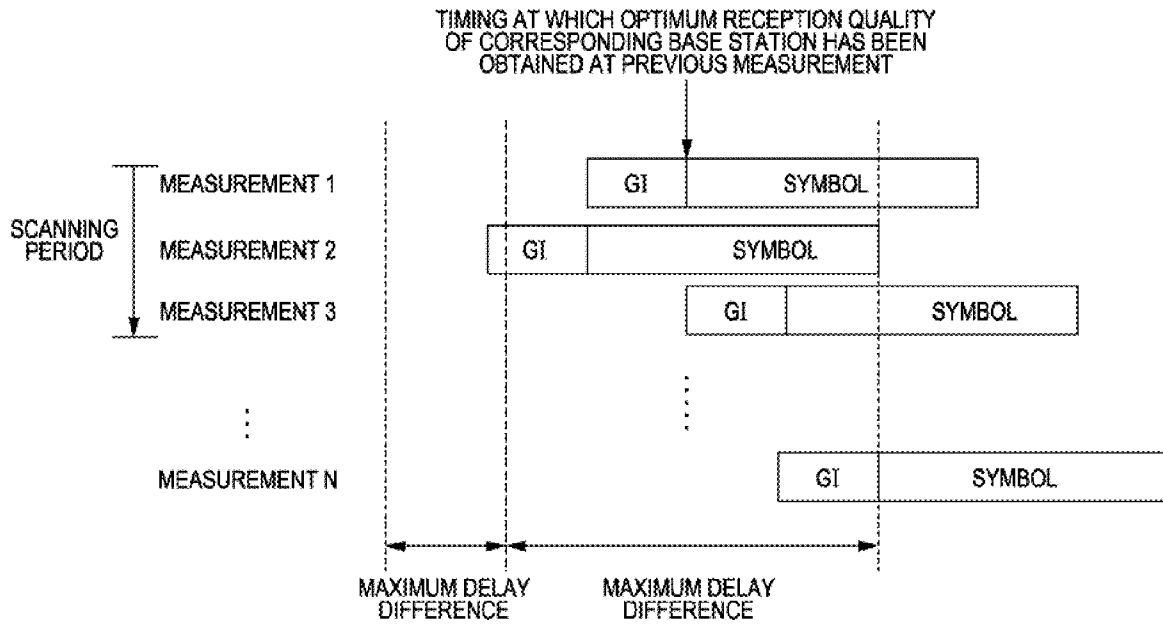 TIMING AT WHICH OPTIMUM RECEPTION QUALITY
OF CORRESPONDING BASE STATION HAS BEEN
OBTAINED AT PREVIOUS MEASUREMENT
SCANNING
PERIOD
MEASUREMENT 1
GI
SYMBOL
MEASUREMENT 2
GI
SYMBOL
MEASUREMENT 3
GI
SYMBOL
MEASUREMENT N
GI
SYMBOL
MAXIMUM DELAY
DIFFERENCE
MAXIMUM DELAY
DIFFERENCE